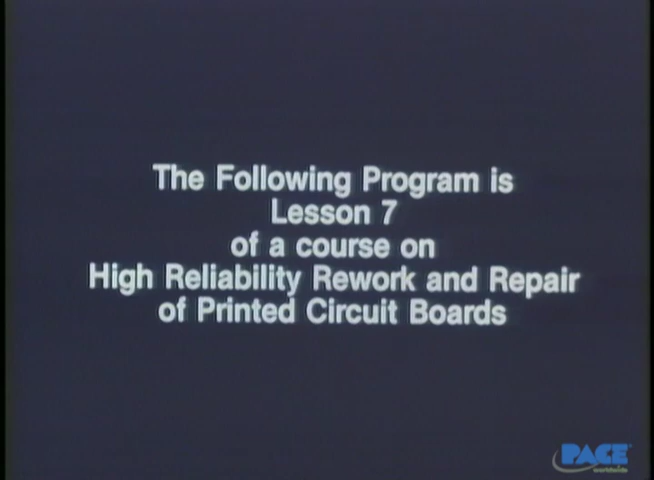 The Following Program is
Lesson 7
of a course on
High Reliability Rework and Repair
of Printed Circuit Boards
PACE
worldwide